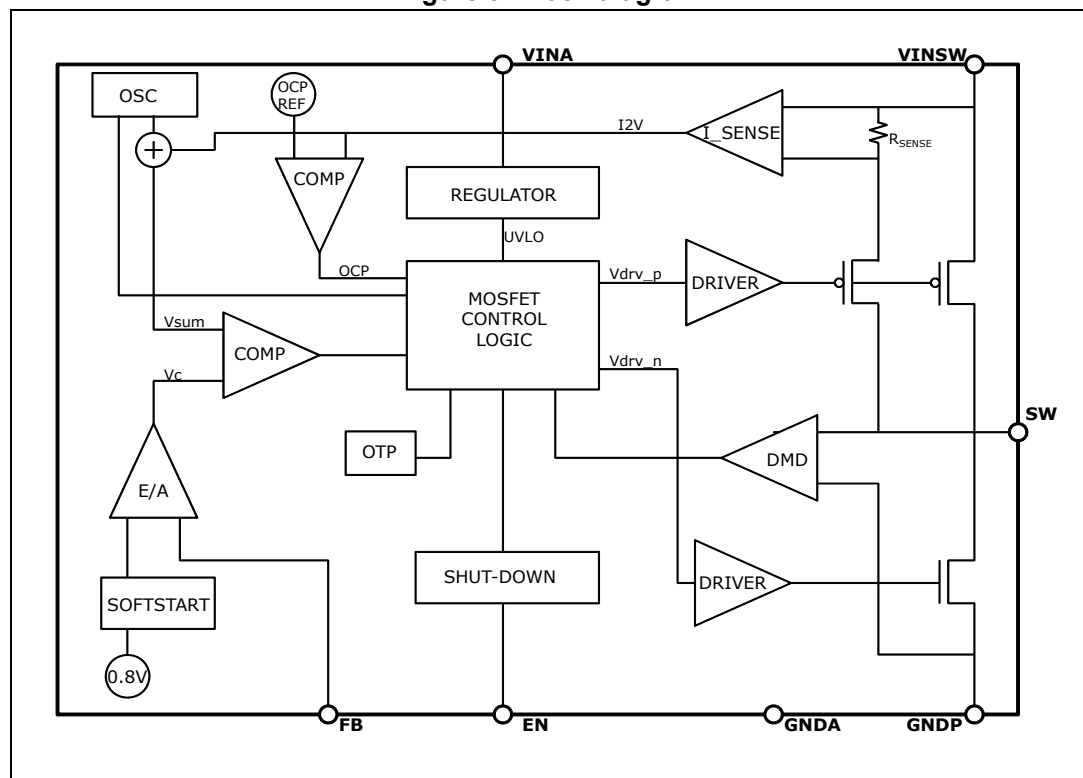 VINA
VINSW
OSC
OCP
REF
I2V
I_SENSE
RSENSE
+
COMP
REGULATOR
UVLO
OCP
Vdrv_p
DRIVER
MOSFET
CONTROL
LOGIC
Vsum
COMP
Vc
Vdrv_n
SW
OTP
DMD
E/A
SHUT-DOWN
DRIVER
SOFTSTART
0.8V
FB
EN
GNDA
GNDP